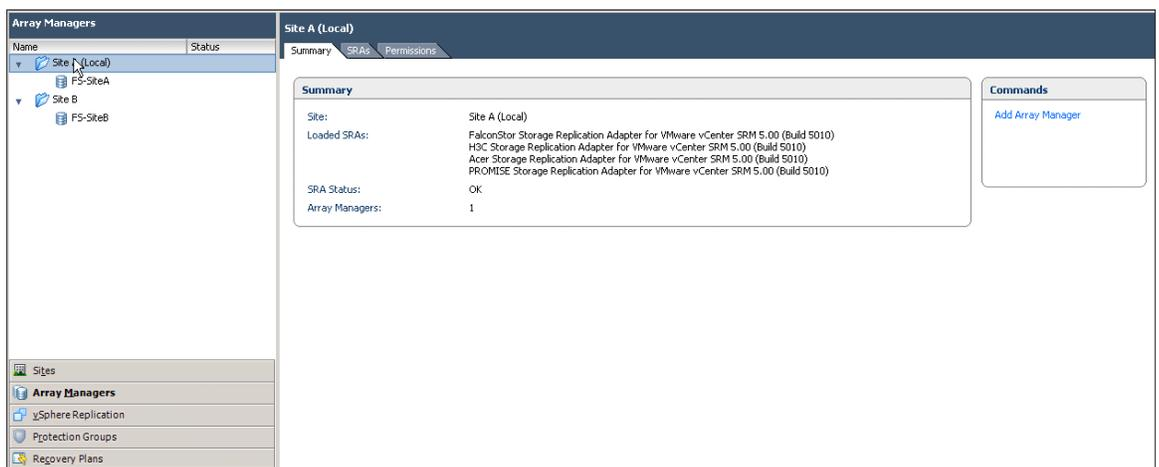 Array Managers
Name Status
Site A (Local)
FS-SiteA
Site B
FS-SiteB
Sites
Array Managers
vSphere Replication
Protection Groups
Recovery Plans
Site A (Local)
Summary SRAs Permissions
Summary
Site: Site A (Local)
Loaded SRAs: FalconStor Storage Replication Adapter for VMware vCenter SRM 5.00 (Build 5010)
H3C Storage Replication Adapter for VMware vCenter SRM 5.00 (Build 5010)
Acer Storage Replication Adapter for VMware vCenter SRM 5.00 (Build 5010)
PROMISE Storage Replication Adapter for VMware vCenter SRM 5.00 (Build 5010)
SRA Status: OK
Array Managers: 1
Commands
Add Array Manager